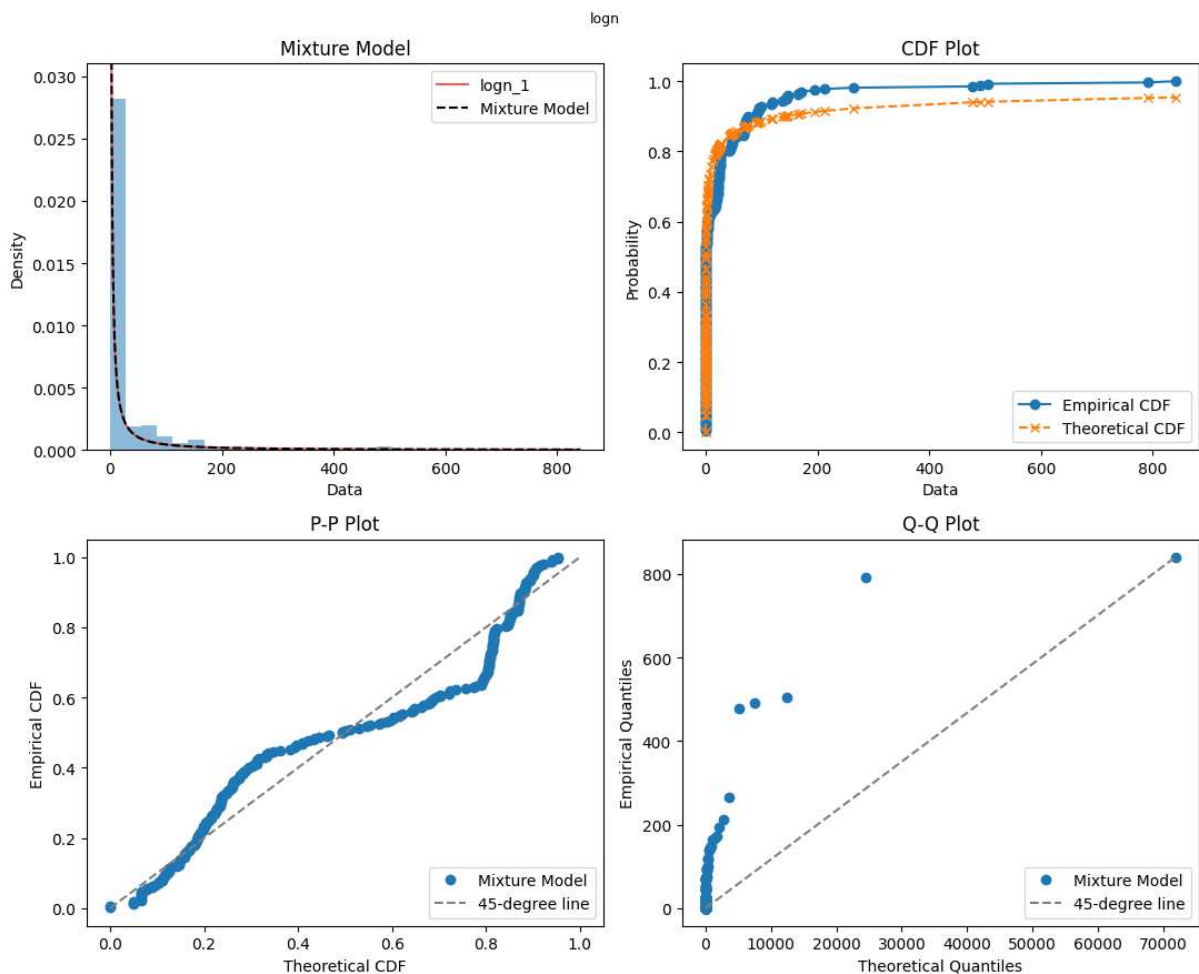 logn
Mixture Model
0.030
0.025
0.020
0.015
0.010
0.005
0.000
Density
0
200
400
600
800
Data
logn_1
Mixture Model
CDF Plot
1.0
0.8
0.6
0.4
0.2
0.0
Probability
0
200
400
600
800
Data
Empirical CDF
Theoretical CDF
P-P Plot
1.0
0.8
0.6
0.4
0.2
0.0
Empirical CDF
0.0
0.2
0.4
0.6
0.8
1.0
Theoretical CDF
Mixture Model
45-degree line
Q-Q Plot
800
600
400
200
0
Empirical Quantiles
0
10000
20000
30000
40000
50000
60000
70000
Theoretical Quantiles
Mixture Model
45-degree line